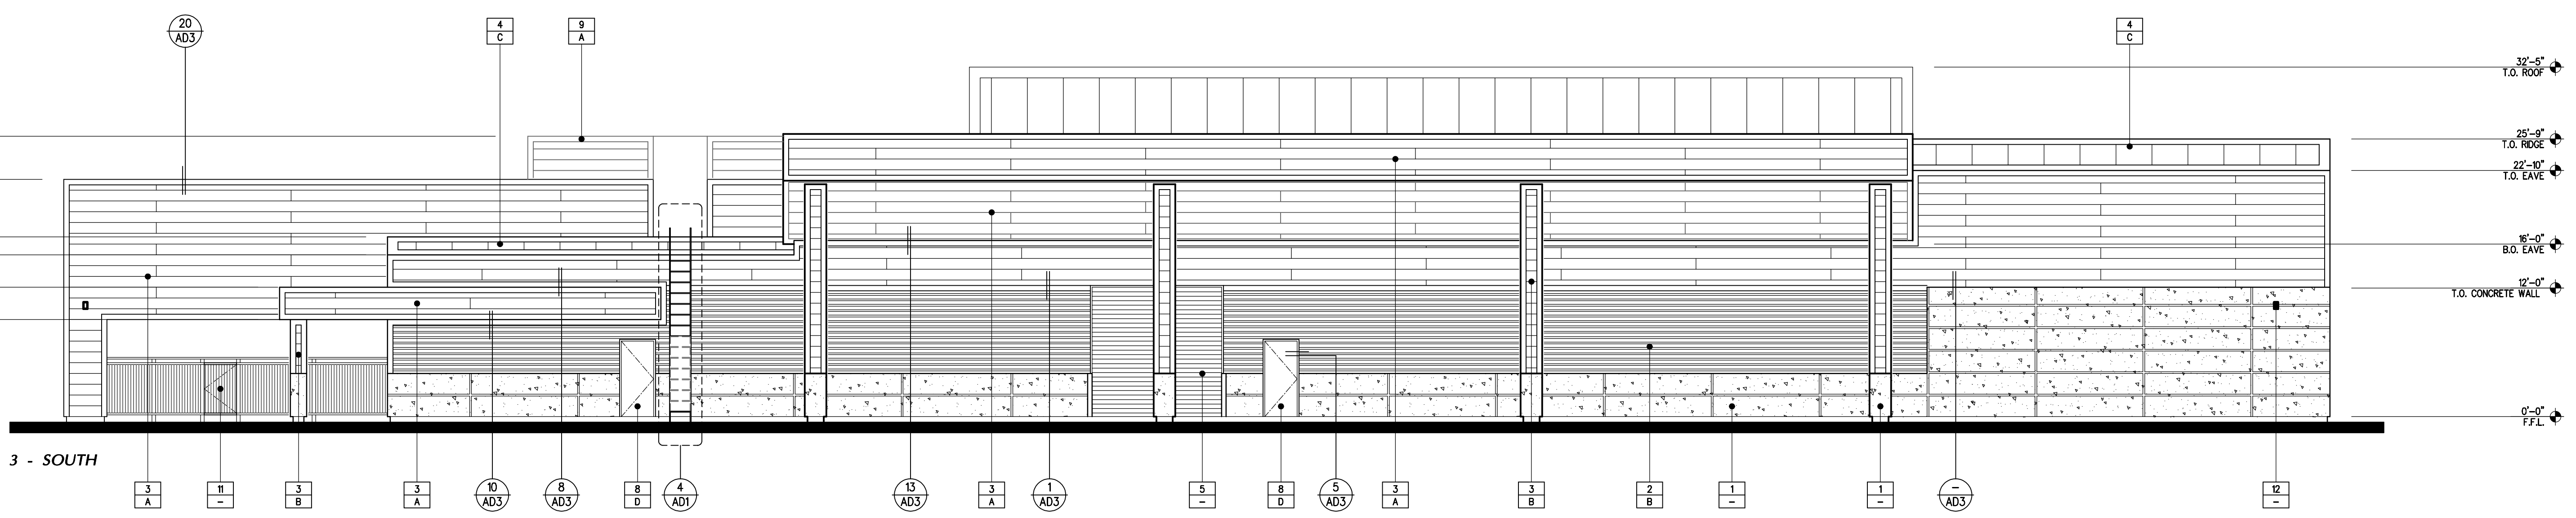 20
AD3
4
C
9
A
4
C
32'-5"
T.O. ROOF
25'-9"
T.O. RIDGE
22'-10"
T.O. EAVE
16'-0"
B.O. EAVE
12'-0"
T.O. CONCRETE WALL
0'-0"
F.F.L.
3 - SOUTH
3
A
11
-
3
B
3
A
10
AD3
8
AD3
8
D
4
AD1
13
AD3
3
A
1
AD3
5
-
8
D
5
AD3
3
A
3
B
2
B
1
-
1
-
-
AD3
12
-